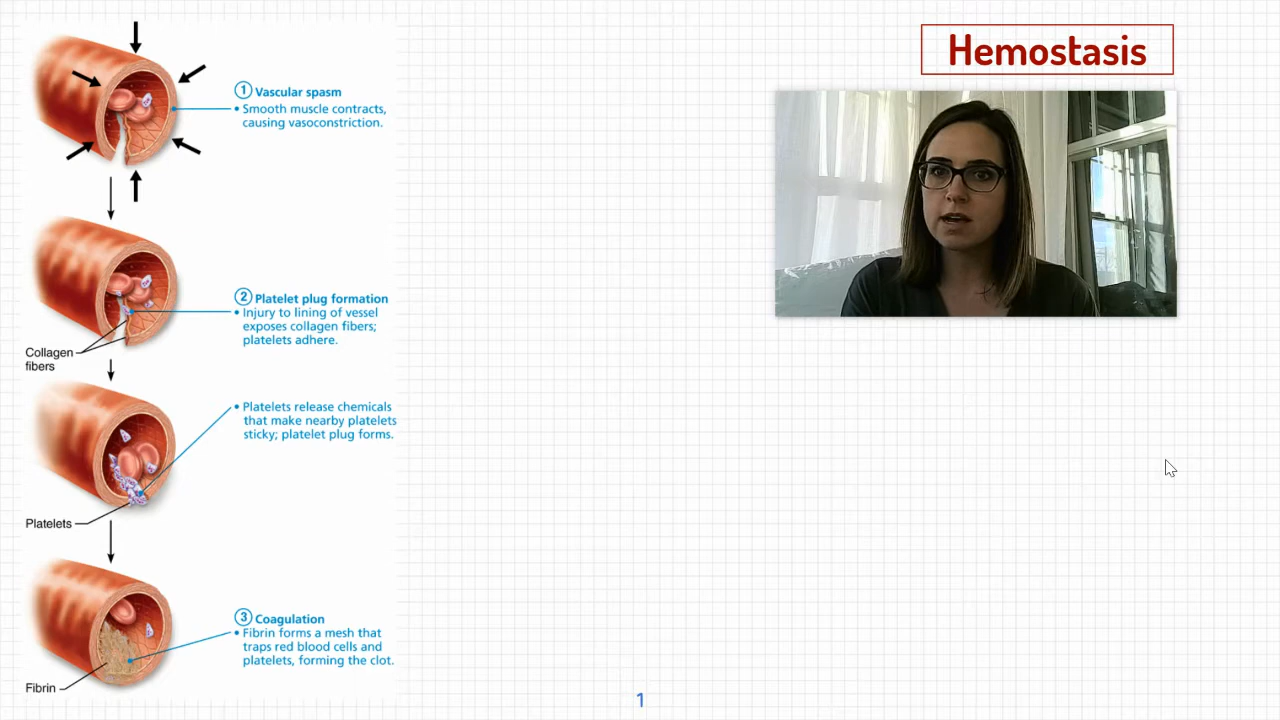 Hemostasis
① Vascular spasm
• Smooth muscle contracts,
causing vasoconstriction.
② Platelet plug formation
• Injury to lining of vessel
exposes collagen fibers;
platelets adhere.
Collagen
fibers
• Platelets release chemicals
that make nearby platelets
sticky; platelet plug forms.
Platelets
③ Coagulation
• Fibrin forms a mesh that
traps red blood cells and
platelets, forming the clot.
Fibrin
1